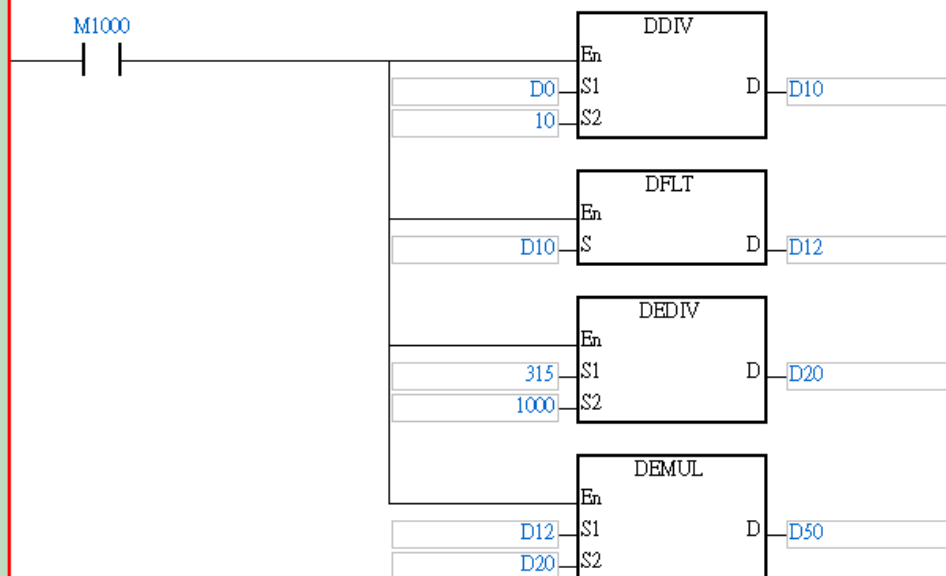 M1000
DDIV
En
D0 S1 D D10
10 S2
DFLT
En
D10 S D D12
DEDIV
En
315 S1 D D20
1000 S2
DEMUL
En
D12 S1 D D50
D20 S2